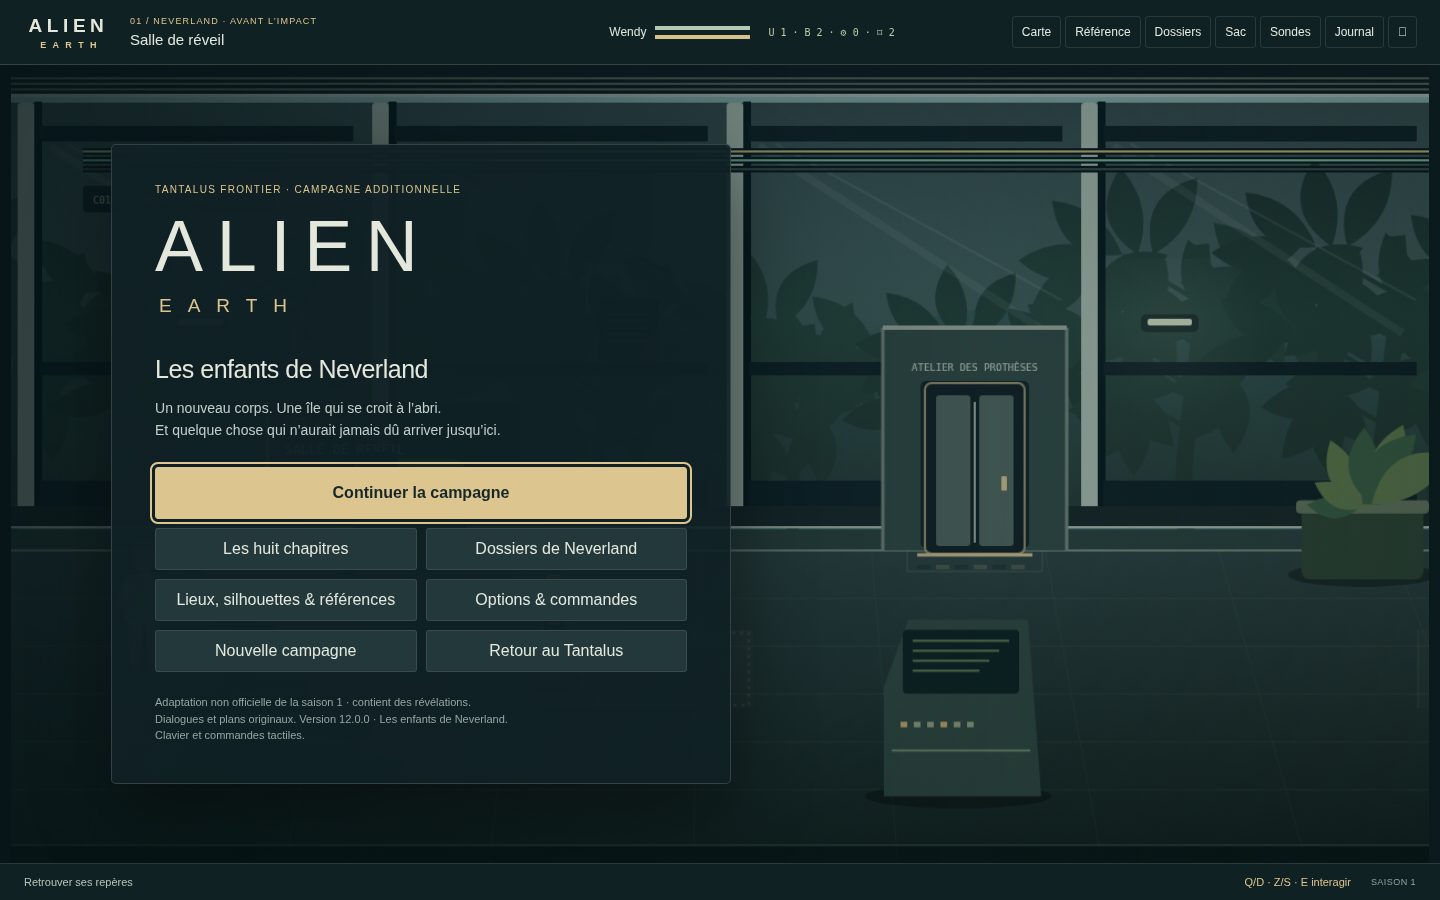 ALIEN
EARTH
01 / NEVERLAND · AVANT L'IMPACT
Salle de réveil
Wendy
U1 · B2 · ⚙0 · ¤2
Carte
Référence
Dossiers
Sac
Sondes
Journal
C01
TANTALUS FRONTIER · CAMPAGNE ADDITIONNELLE
ALIEN
EARTH
Les enfants de Neverland
Un nouveau corps. Une île qui se croit à l’abri.
Et quelque chose qui n’aurait jamais dû arriver jusqu’ici.
Continuer la campagne
Les huit chapitres
Dossiers de Neverland
Lieux, silhouettes & références
Options & commandes
Nouvelle campagne
Retour au Tantalus
Adaptation non officielle de la saison 1 · contient des révélations.
Dialogues et plans originaux. Version 12.0.0 · Les enfants de Neverland.
Clavier et commandes tactiles.
ATELIER DES PROTHÈSES
Retrouver ses repères
Q/D · Z/S · E interagir
SAISON 1